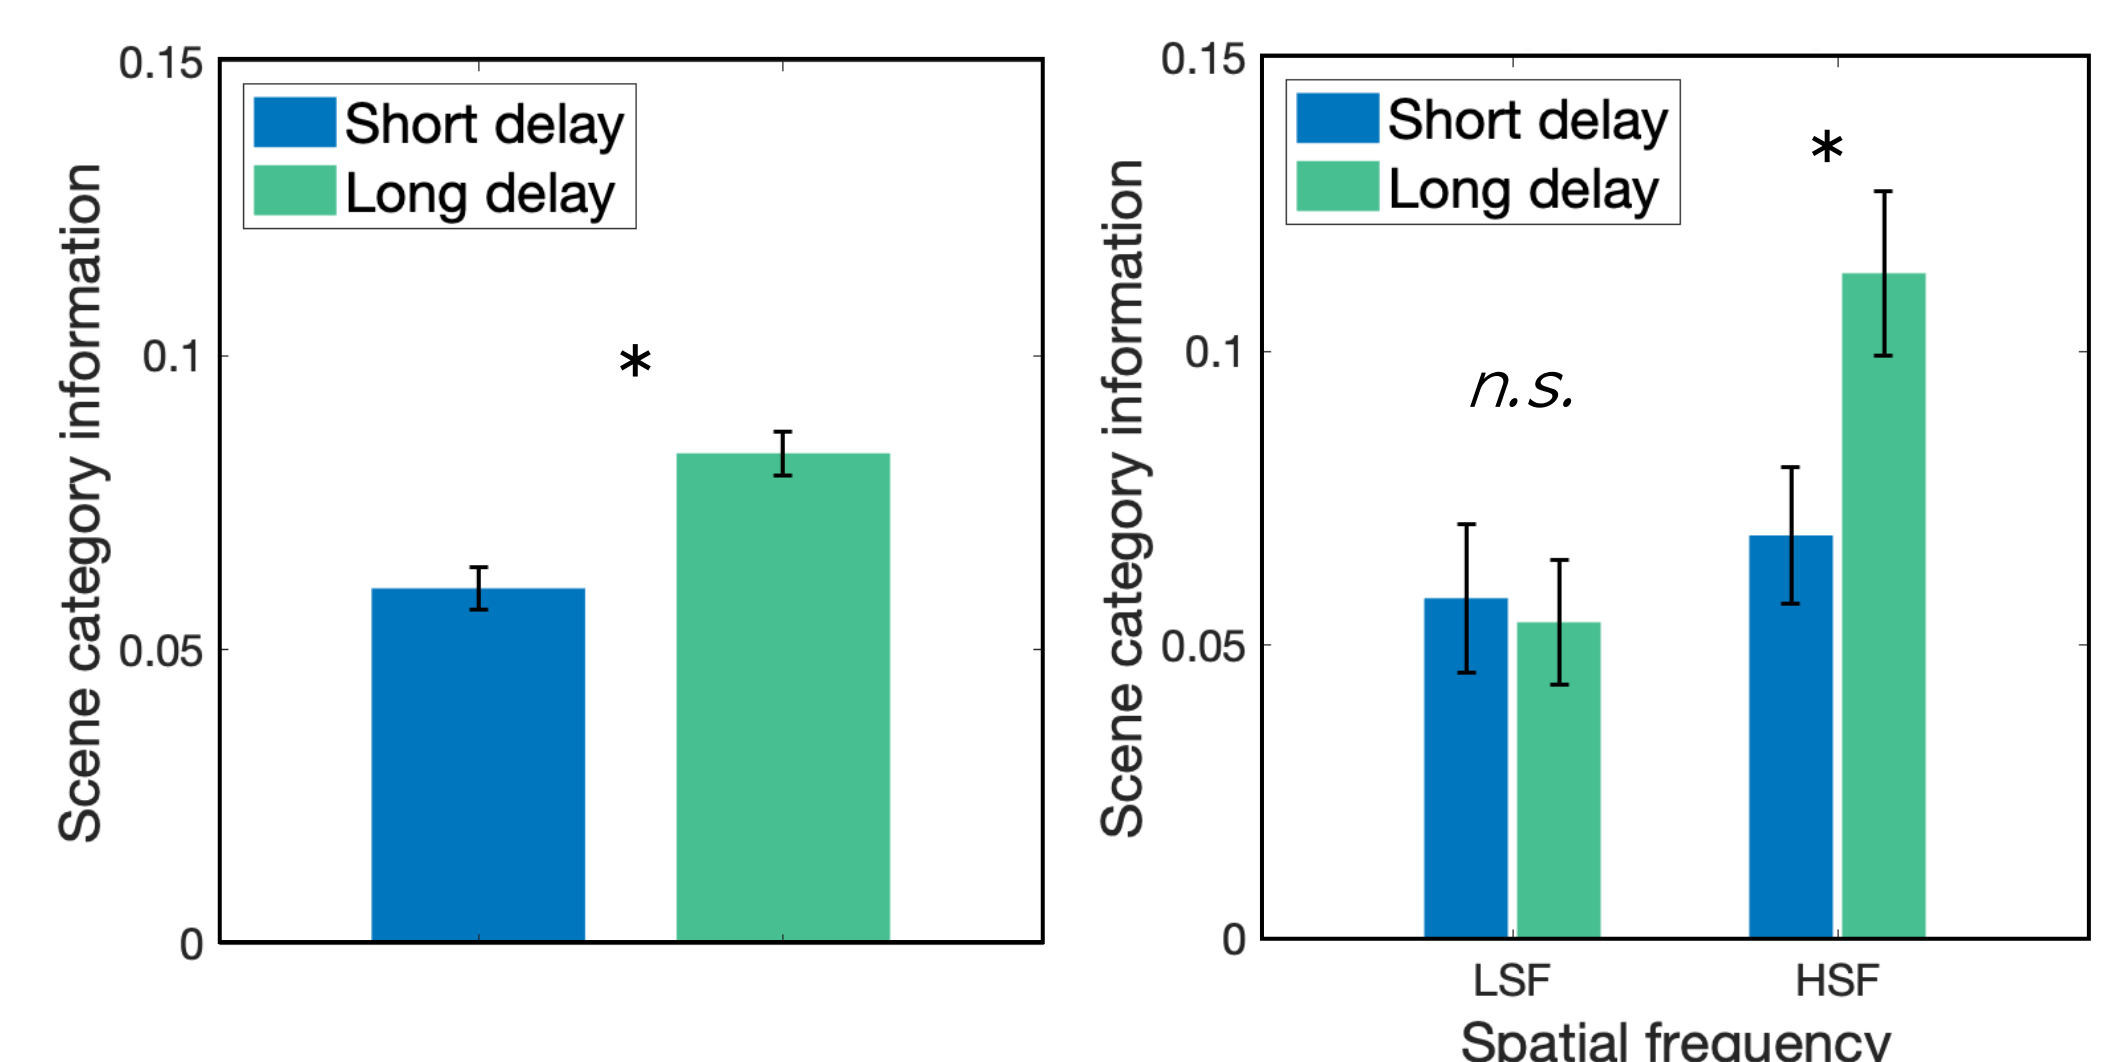 Scene category information
0.15
0.1
0.05
0
Short delay
Long delay
*
Scene category information
0.15
0.1
0.05
0
Short delay
Long delay
n.s.
*
LSF HSF
Spatial frequency